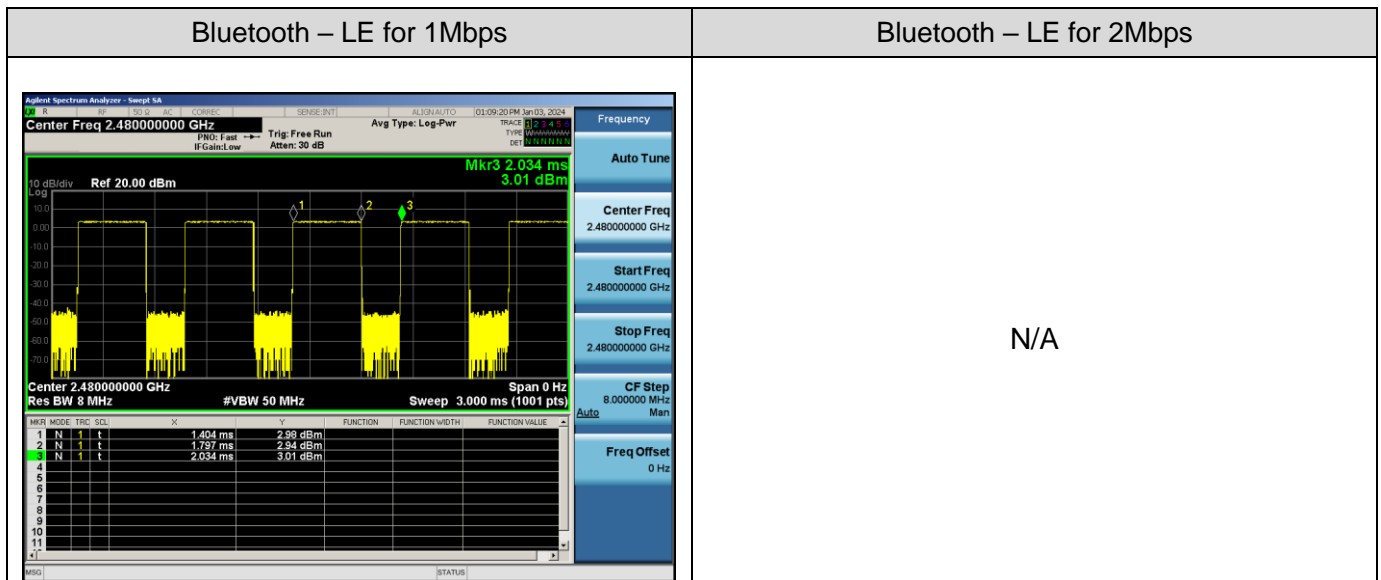 Bluetooth – LE for 1Mbps
Bluetooth – LE for 2Mbps
Agilent Spectrum Analyzer - Swept SA
R RF 50 Ω AC CORREC SENSE:INT ALIGN AUTO 01:09:20 PM Jan 03, 2024
Center Freq 2.480000000 GHz
PNO: Fast
IFGain:Low
Trig: Free Run
Atten: 30 dB
Avg Type: Log-Pwr
TRACE 1 2 3 4 5 6
TYPE
DET N N N N N N
Mkr3 2.034 ms
3.01 dBm
10 dB/div Ref 20.00 dBm
Log
10.0
0.00
-10.0
-20.0
-30.0
-40.0
-50.0
-60.0
-70.0
1 2 3
Center 2.480000000 GHz Span 0 Hz
Res BW 8 MHz #VBW 50 MHz Sweep 3.000 ms (1001 pts)
MKR MODE TRC SCL X Y FUNCTION FUNCTION WIDTH FUNCTION VALUE
1 N 1 t 1.404 ms 2.98 dBm
2 N 1 t 1.797 ms 2.94 dBm
3 N 1 t 2.034 ms 3.01 dBm
4
5
6
7
8
9
10
11
MSG STATUS
Frequency
Auto Tune
Center Freq
2.480000000 GHz
Start Freq
2.480000000 GHz
Stop Freq
2.480000000 GHz
CF Step
8.000000 MHz
Auto Man
Freq Offset
0 Hz
N/A